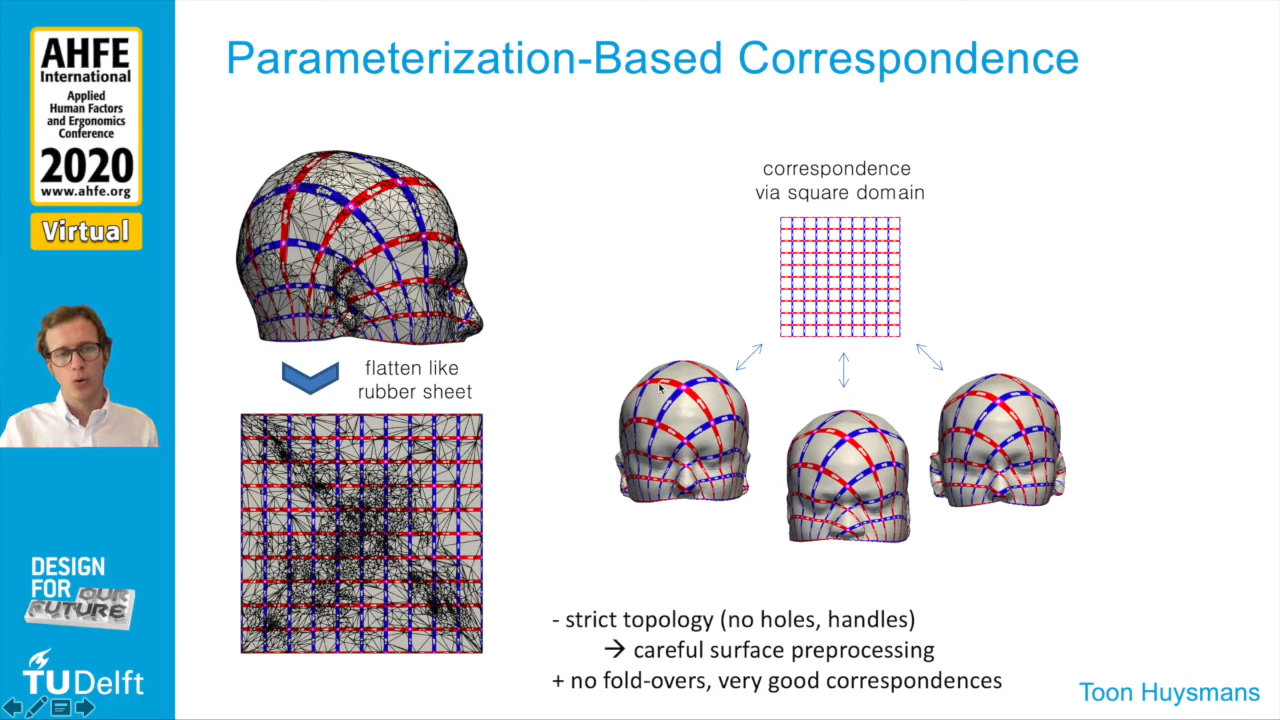 AHFE
International
Applied
Human Factors
and Ergonomics
Conference
2020
www.ahfe.org
Virtual
DESIGN
FOR OUR
FUTURE
TUDelft
Parameterization-Based Correspondence
flatten like
rubber sheet
correspondence
via square domain
- strict topology (no holes, handles)
→ careful surface preprocessing
+ no fold-overs, very good correspondences
Toon Huysmans